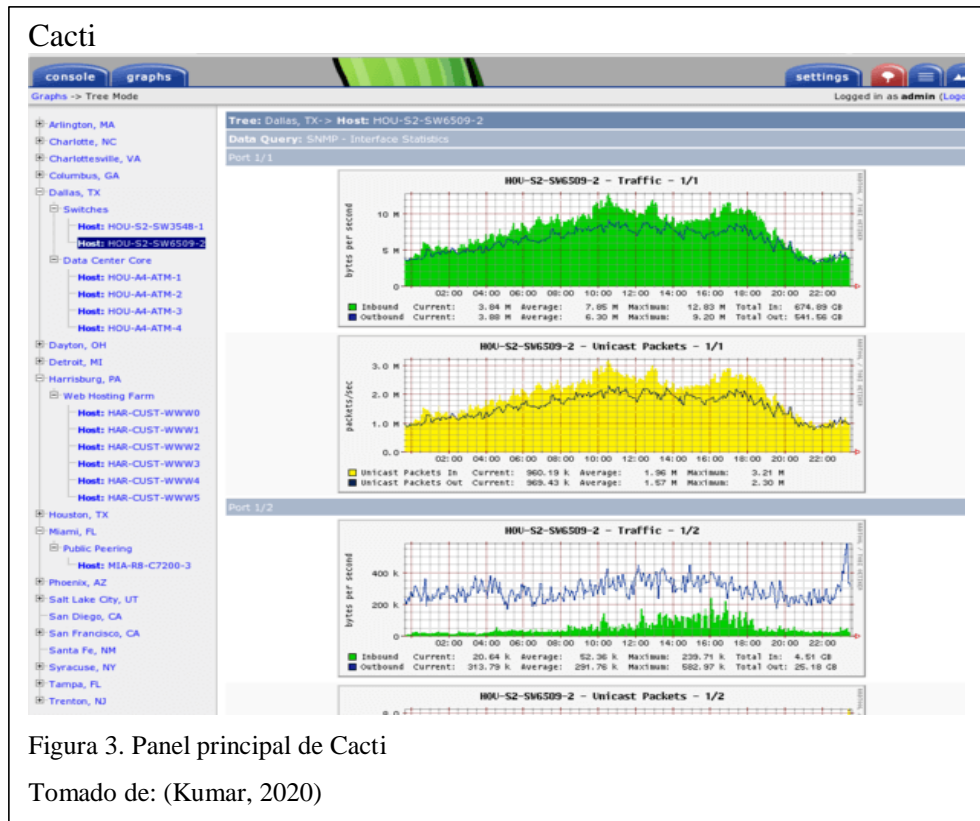 Cacti
console graphs settings
Graphs -> Tree Mode Logged in as admin (Logo
Arlington, MA
Charlotte, NC
Charlottesville, VA
Columbus, GA
Dallas, TX
Switches
Host: HOU-S2-SW3548-1
Host: HOU-S2-SW6509-2
Data Center Core
Host: HOU-A4-ATM-1
Host: HOU-A4-ATM-2
Host: HOU-A4-ATM-3
Host: HOU-A4-ATM-4
Dayton, OH
Detroit, MI
Harrisburg, PA
Web Hosting Farm
Host: HAR-CUST-WWW0
Host: HAR-CUST-WWW1
Host: HAR-CUST-WWW2
Host: HAR-CUST-WWW3
Host: HAR-CUST-WWW4
Host: HAR-CUST-WWW5
Houston, TX
Miami, FL
Public Peering
Host: MIA-R8-C7200-3
Phoenix, AZ
Salt Lake City, UT
San Diego, CA
San Francisco, CA
Santa Fe, NM
Syracuse, NY
Tampa, FL
Trenton, NJ
Tree: Dallas, TX-> Host: HOU-S2-SW6509-2
Data Query: SNMP - Interface Statistics
Port 1/1
HOU-S2-SW6509-2 - Traffic - 1/1
bytes per second
10 M
5 M
0
02:00 04:00 06:00 08:00 10:00 12:00 14:00 16:00 18:00 20:00 22:00
Inbound Current: 3.84 M Average: 7.85 M Maximum: 12.83 M Total In: 674.89 GB
Outbound Current: 3.88 M Average: 6.30 M Maximum: 9.20 M Total Out: 541.56 GB
HOU-S2-SW6509-2 - Unicast Packets - 1/1
packets/sec
3.0 M
2.0 M
1.0 M
0.0
02:00 04:00 06:00 08:00 10:00 12:00 14:00 16:00 18:00 20:00 22:00
Unicast Packets In Current: 960.19 k Average: 1.96 M Maximum: 3.21 M
Unicast Packets Out Current: 969.43 k Average: 1.57 M Maximum: 2.30 M
Port 1/2
HOU-S2-SW6509-2 - Traffic - 1/2
bytes per second
400 k
200 k
0
02:00 04:00 06:00 08:00 10:00 12:00 14:00 16:00 18:00 20:00 22:00
Inbound Current: 20.64 k Average: 52.36 k Maximum: 239.71 k Total In: 4.51 GB
Outbound Current: 313.79 k Average: 291.76 k Maximum: 582.97 k Total Out: 25.18 GB
HOU-S2-SW6509-2 - Unicast Packets - 1/2
Figura 3. Panel principal de Cacti
Tomado de: (Kumar, 2020)